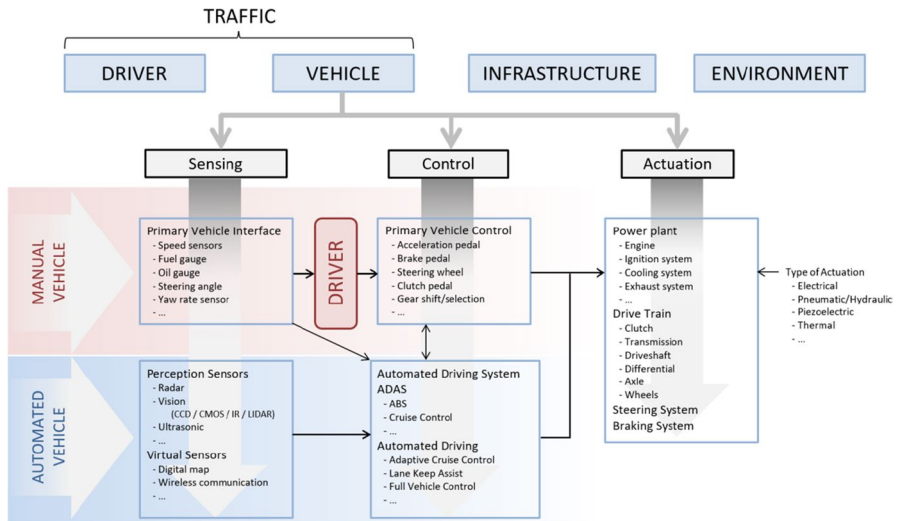 TRAFFIC
DRIVER
VEHICLE
INFRASTRUCTURE
ENVIRONMENT
Sensing
Control
Actuation
MANUAL
VEHICLE
Primary Vehicle Interface
- Speed sensors
- Fuel gauge
- Oil gauge
- Steering angle
- Yaw rate sensor
- ...
DRIVER
Primary Vehicle Control
- Acceleration pedal
- Brake pedal
- Steering wheel
- Clutch pedal
- Gear shift/selection
- ...
Power plant
- Engine
- Ignition system
- Cooling system
- Exhaust system
- ...
Drive Train
- Clutch
- Transmission
- Driveshaft
- Differential
- Axle
- Wheels
Steering System
Braking System
Type of Actuation
- Electrical
- Pneumatic/Hydraulic
- Piezoelectric
- Thermal
- ...
AUTOMATED
VEHICLE
Perception Sensors
- Radar
- Vision
(CCD / CMOS / IR / LIDAR)
- Ultrasonic
- ...
Virtual Sensors
- Digital map
- Wireless communication
- ...
Automated Driving System
ADAS
- ABS
- Cruise Control
- ...
Automated Driving
- Adaptive Cruise Control
- Lane Keep Assist
- Full Vehicle Control
- ...